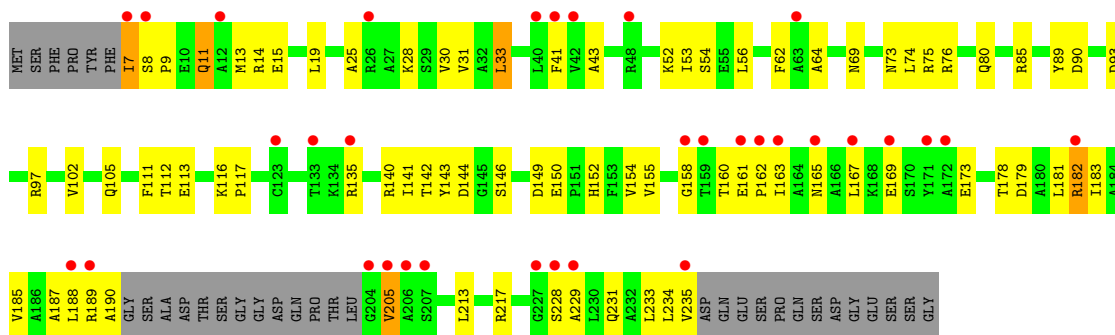 MET SER PHE PRO TYR PHE I7 S8 P9 E10 Q11 A12 M13 R14 E15 L19 A25 R26 A27 K28 S29 V30 V31 A32 L33 L40 F41 V42 A43 R48 K52 I53 S54 E55 L56 F62 A63 A64 N69 N73 L74 R75 R76 Q80 R85 Y89 D90 D93
R97 V102 Q105 F111 T112 E113 K116 P117 C123 T133 K134 R135 R140 I141 T142 Y143 D144 G145 S146 D149 E150 P151 H152 F153 V154 V155 G158 T159 T160 E161 P162 I163 A164 N165 A166 L167 K168 E169 S170 Y171 A172 E173 T178 D179 A180 L181 R182 I183 A184
V185 A186 A187 L188 R189 A190 GLY SER ALA ASP THR SER GLY GLY ASP GLN PRO THR LEU G204 V205 A206 S207 L213 R217 G227 S228 A229 L230 Q231 A232 L233 L234 V235 ASP GLN GLU SER PRO GLN SER ASP GLY GLU SER SER GLY